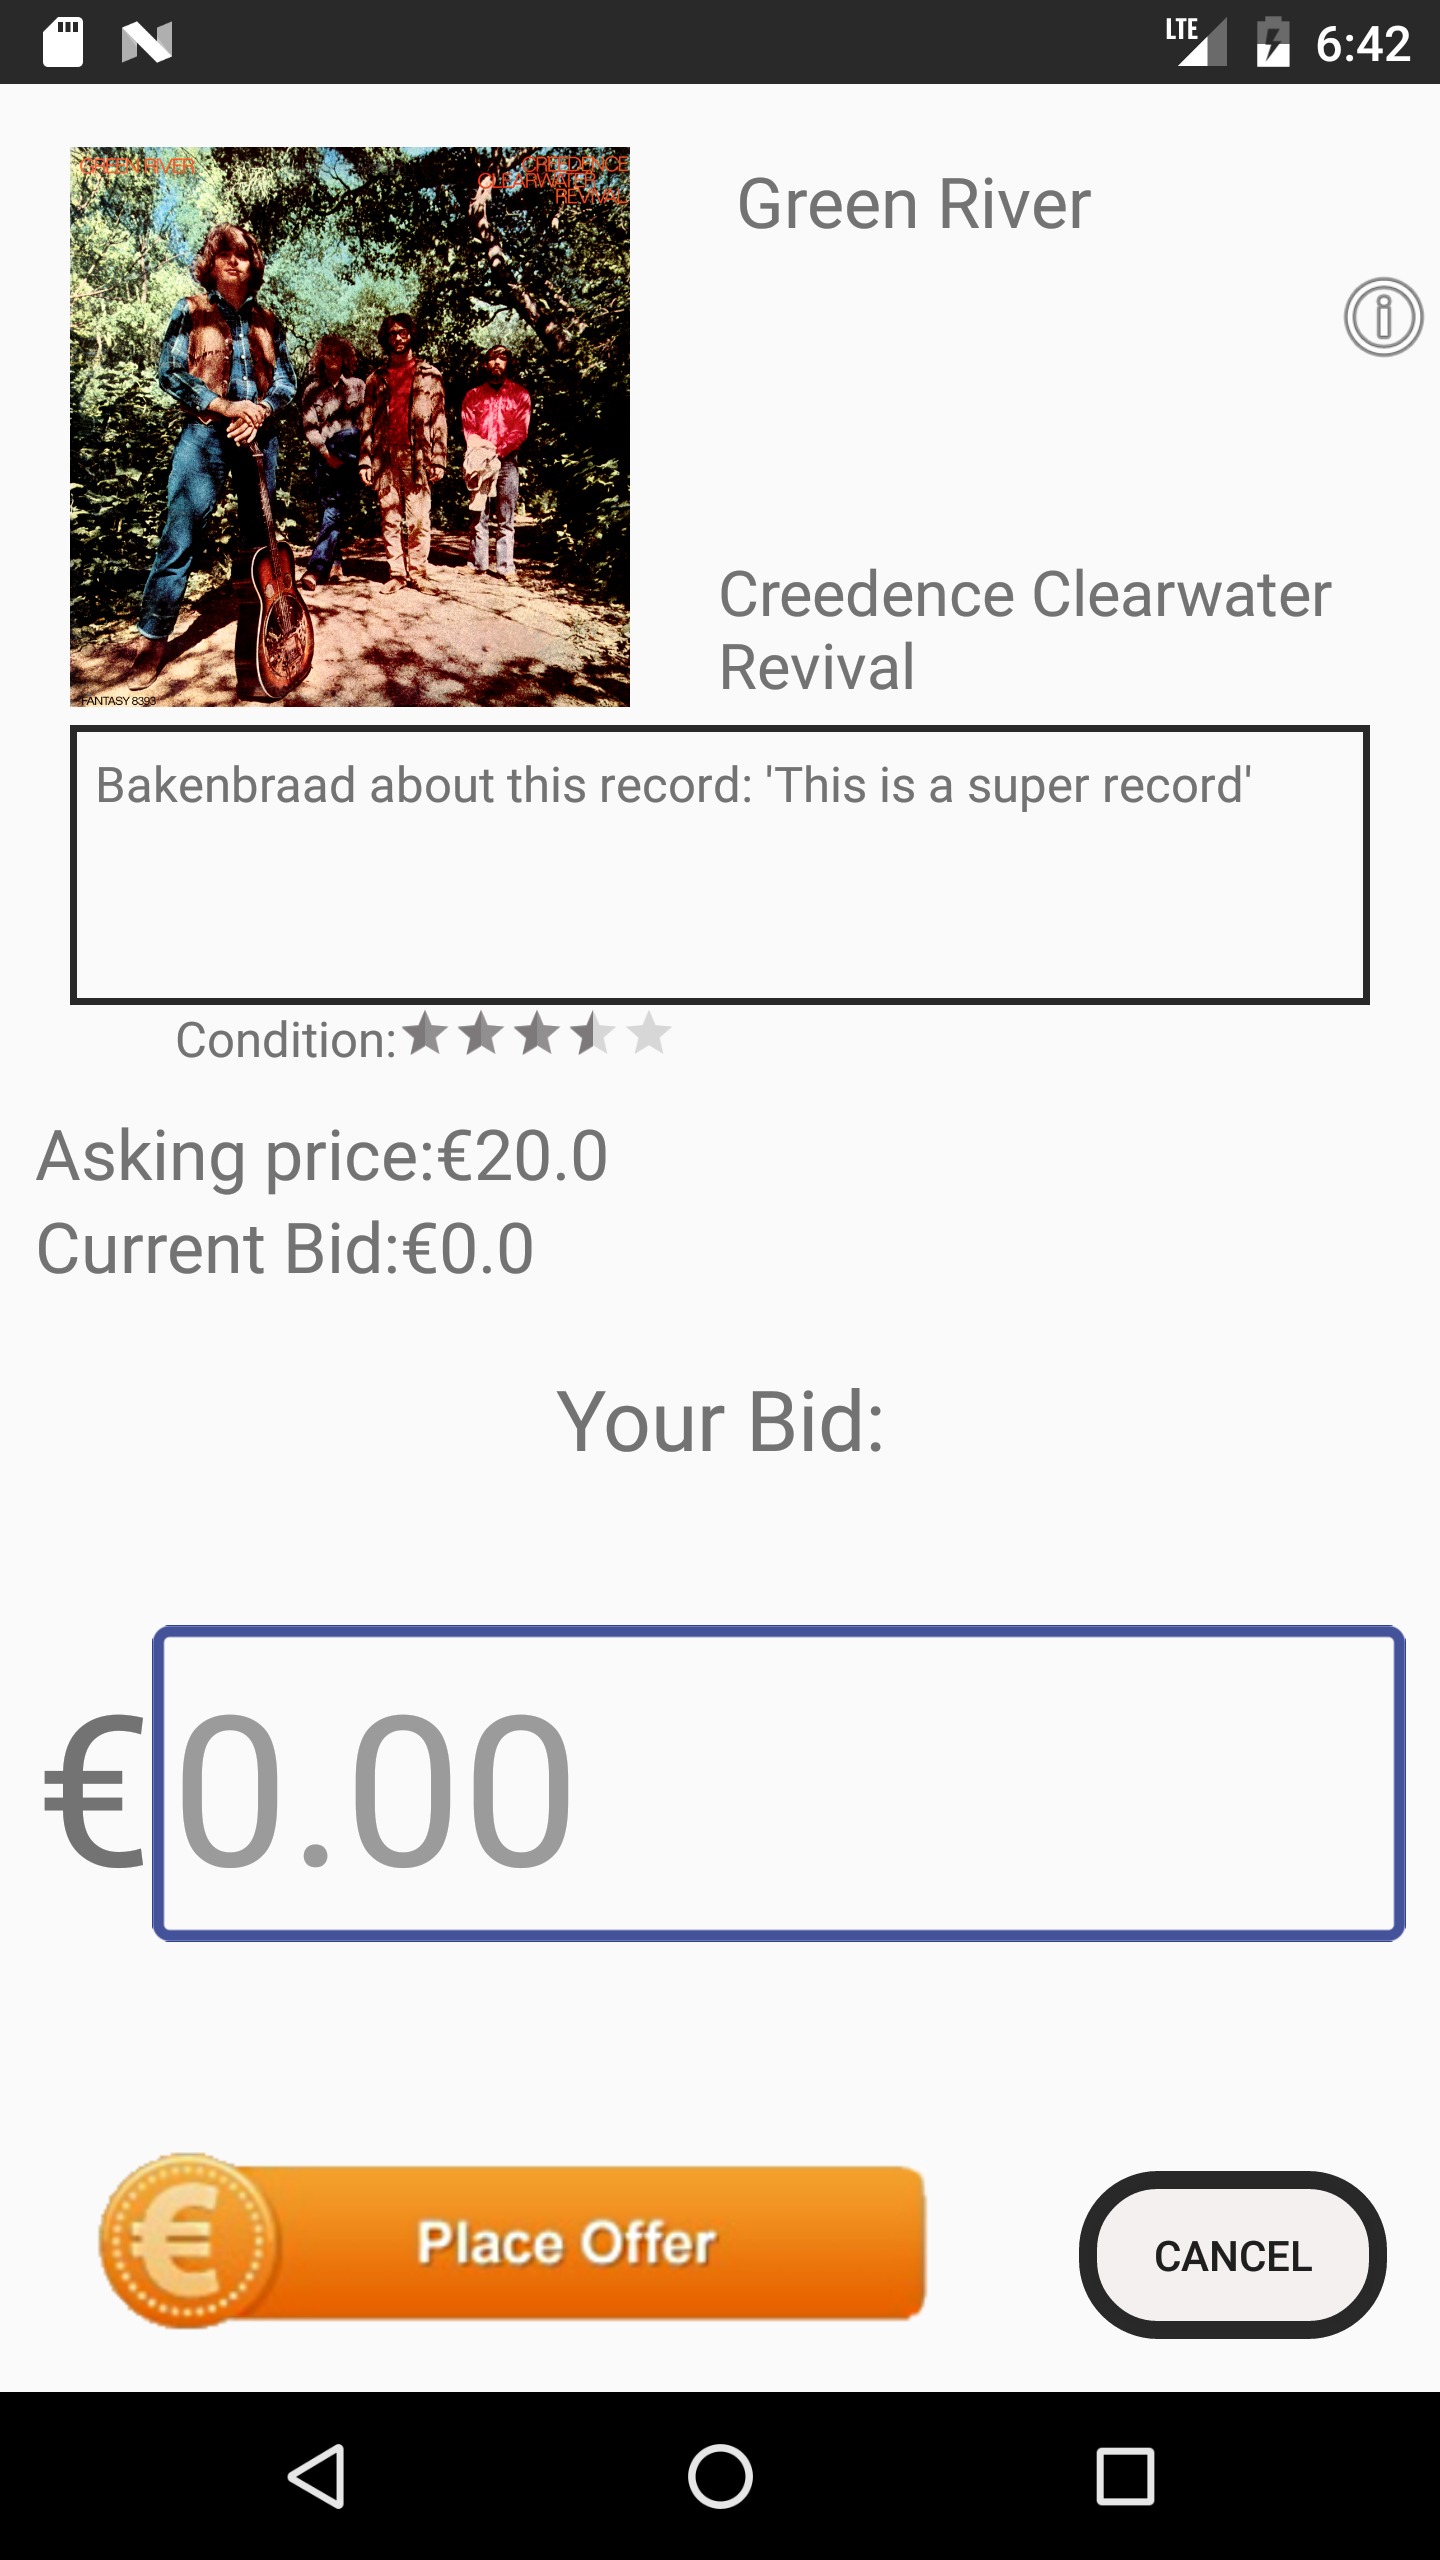 LTE 6:42
GREEN RIVER
CREEDENCE
CLEARWATER
REVIVAL
FANTASY 8393
Green River
Creedence Clearwater
Revival
Bakenbraad about this record: 'This is a super record'
Condition:
Asking price:€20.0
Current Bid:€0.0
Your Bid:
€0.00
€ Place Offer
CANCEL